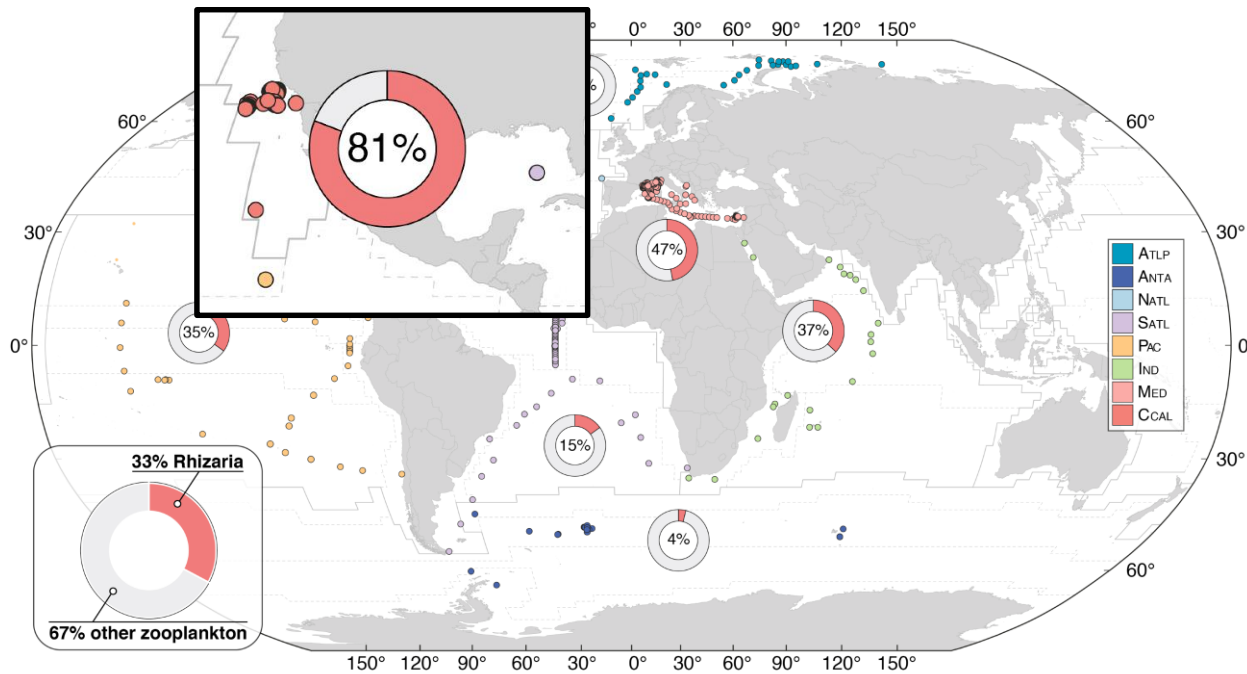 0° 30° 60° 90° 120° 150°
81%
60° 60°
30° 30°
47%
ATLP
ANTA
NATL
SATL
PAC
IND
MED
CCAL
35%
37%
0° 0
15%
30°
33% Rhizaria
4%
60°
67% other zooplankton
150° 120° 90° 60° 30° 0° 30° 60° 90° 120° 150°